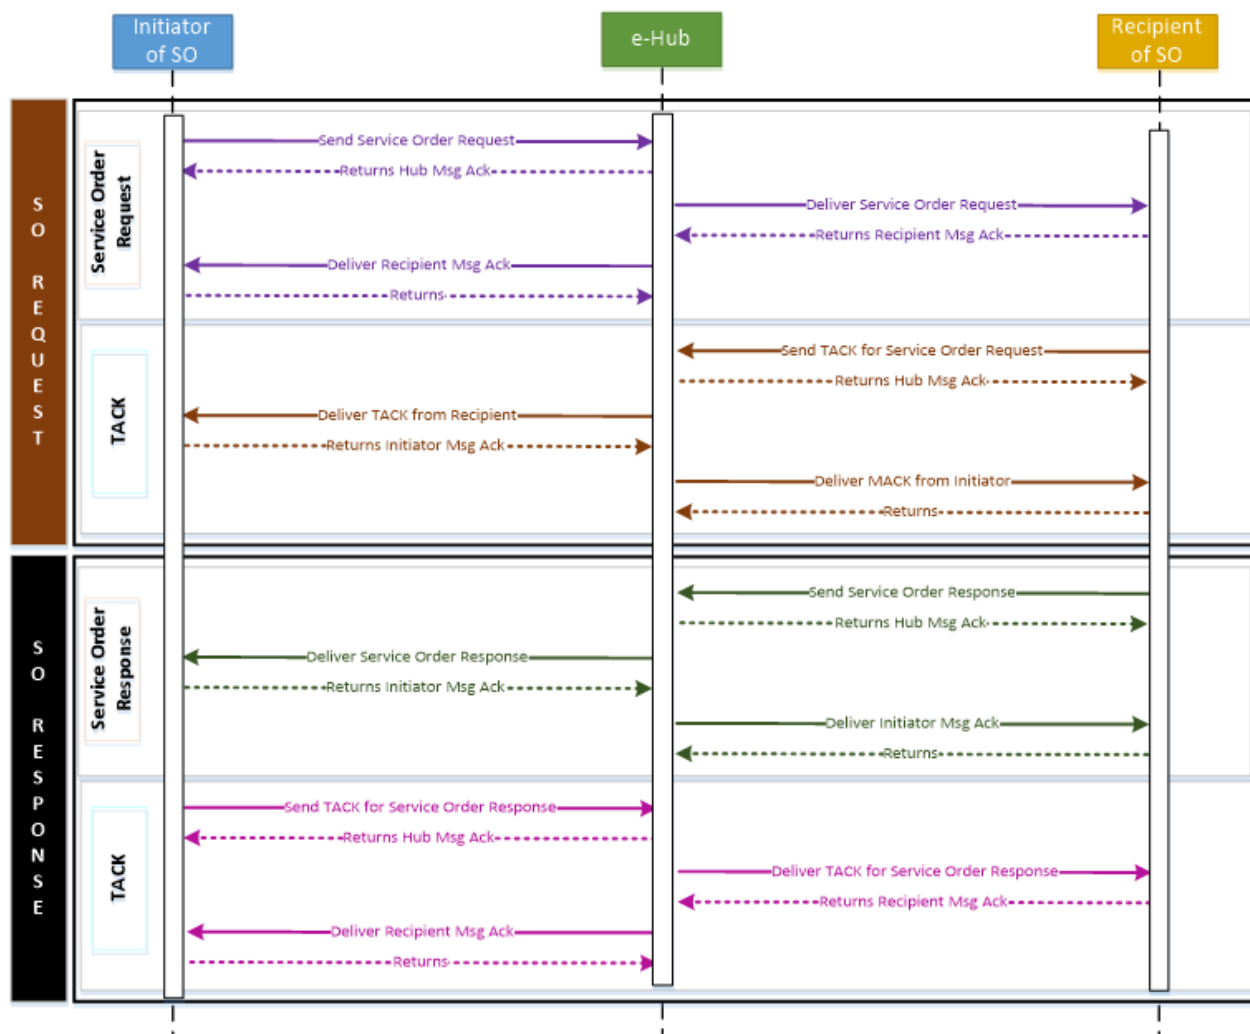 Initiator
of SO
e-Hub
Recipient
of SO
SO REQUEST
Service Order
Request
Send Service Order Request
Returns Hub Msg Ack
Deliver Service Order Request
Returns Recipient Msg Ack
Deliver Recipient Msg Ack
Returns
TACK
Send TACK for Service Order Request
Returns Hub Msg Ack
Deliver TACK from Recipient
Returns Initiator Msg Ack
Deliver MACK from Initiator
Returns
SO RESPONSE
Service Order
Response
Send Service Order Response
Returns Hub Msg Ack
Deliver Service Order Response
Returns Initiator Msg Ack
Deliver Initiator Msg Ack
Returns
TACK
Send TACK for Service Order Response
Returns Hub Msg Ack
Deliver TACK for Service Order Response
Returns Recipient Msg Ack
Deliver Recipient Msg Ack
Returns